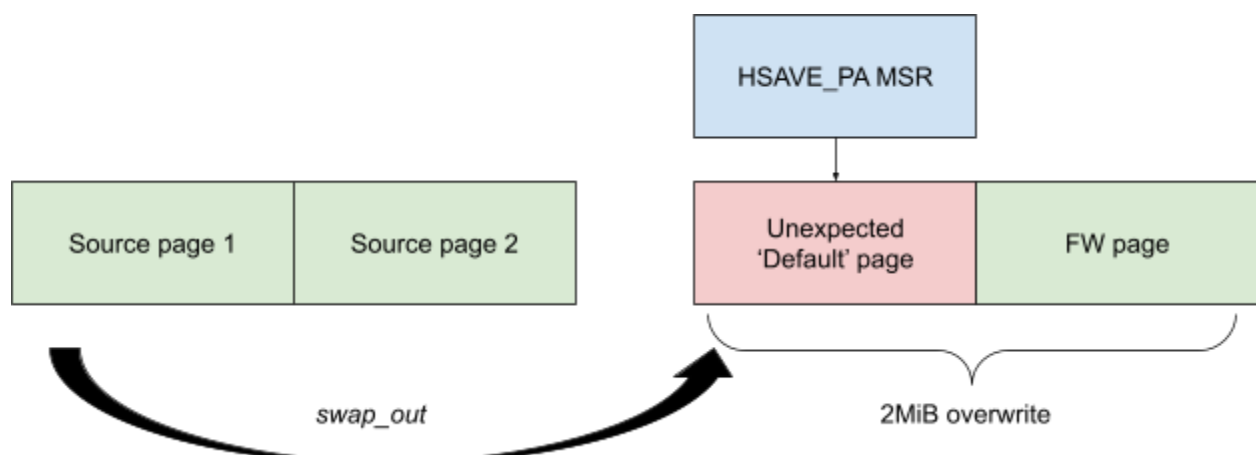 HSAVE_PA MSR
Source page 1
Source page 2
Unexpected
‘Default’ page
FW page
swap_out
2MiB overwrite